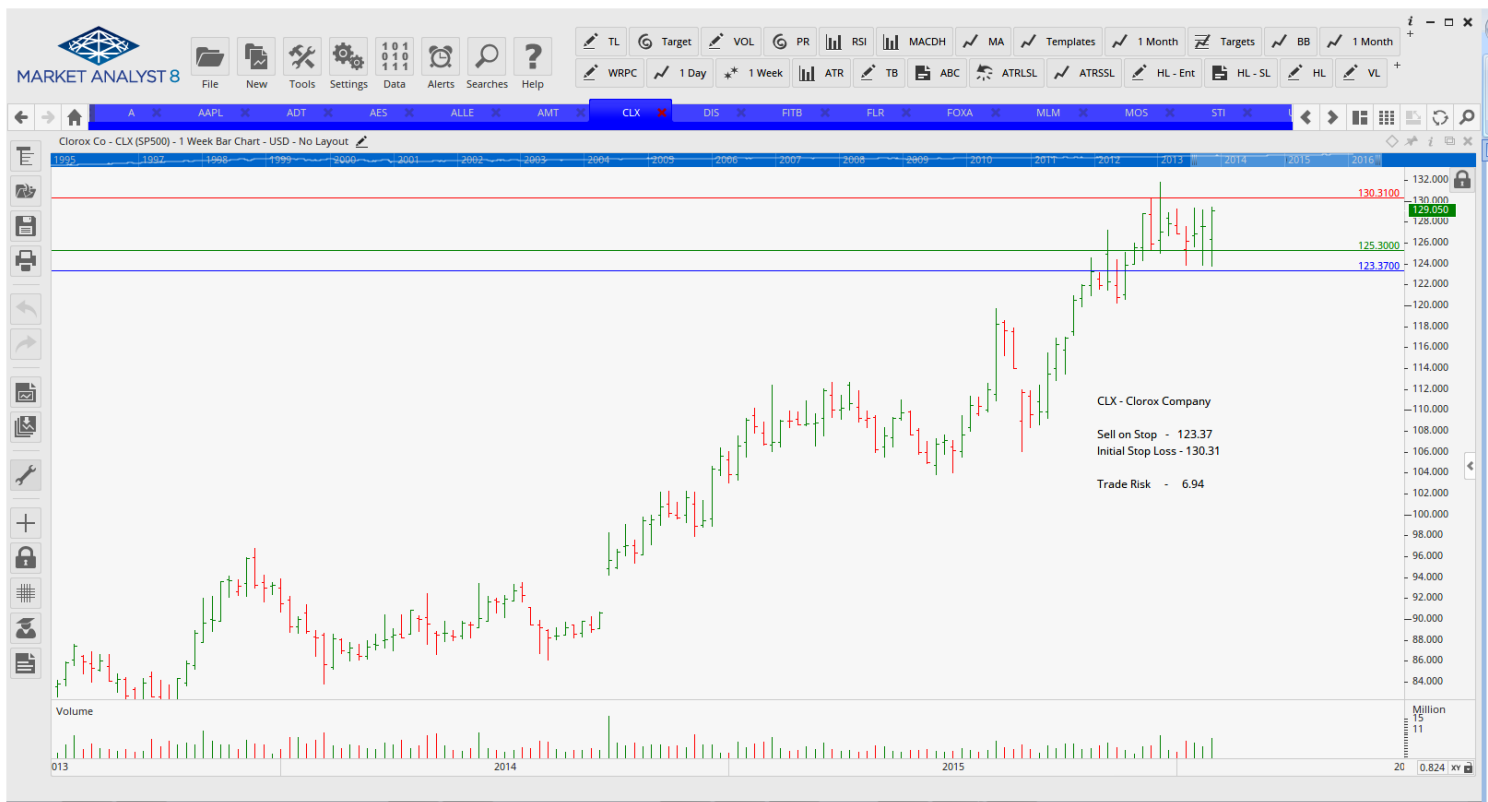 i
TL Target VOL PR RSI MACDH MA Templates 1 Month Targets BB 1 Month
MARKET ANALYST 8
File New Tools Settings Data Alerts Searches Help
WRPC 1 Day 1 Week ATR TB ABC ATRLSL ATRSSL HL - Ent HL - SL HL VL
A AAPL ADT AES ALLE AMT CLX DIS FITB FLR FOXA MLM MOS STI
Clorox Co - CLX (SP500) - 1 Week Bar Chart - USD - No Layout
1995 1997 1998 1999 2000 2001 2002 2003 2004 2005 2006 2007 2008 2009 2010 2011 2012 2013 2014 2015 2016
132.000
130.3100
130.000
129.050
128.000
125.3000
126.000
123.3700
124.000
122.000
120.000
118.000
116.000
114.000
112.000
CLX - Clorox Company
110.000
Sell on Stop - 123.37
108.000
Initial Stop Loss - 130.31
106.000
104.000
Trade Risk - 6.94
102.000
100.000
98.000
96.000
94.000
92.000
90.000
88.000
86.000
84.000
Volume
Million
15
11
013 2014 2015 20
0.824 XY